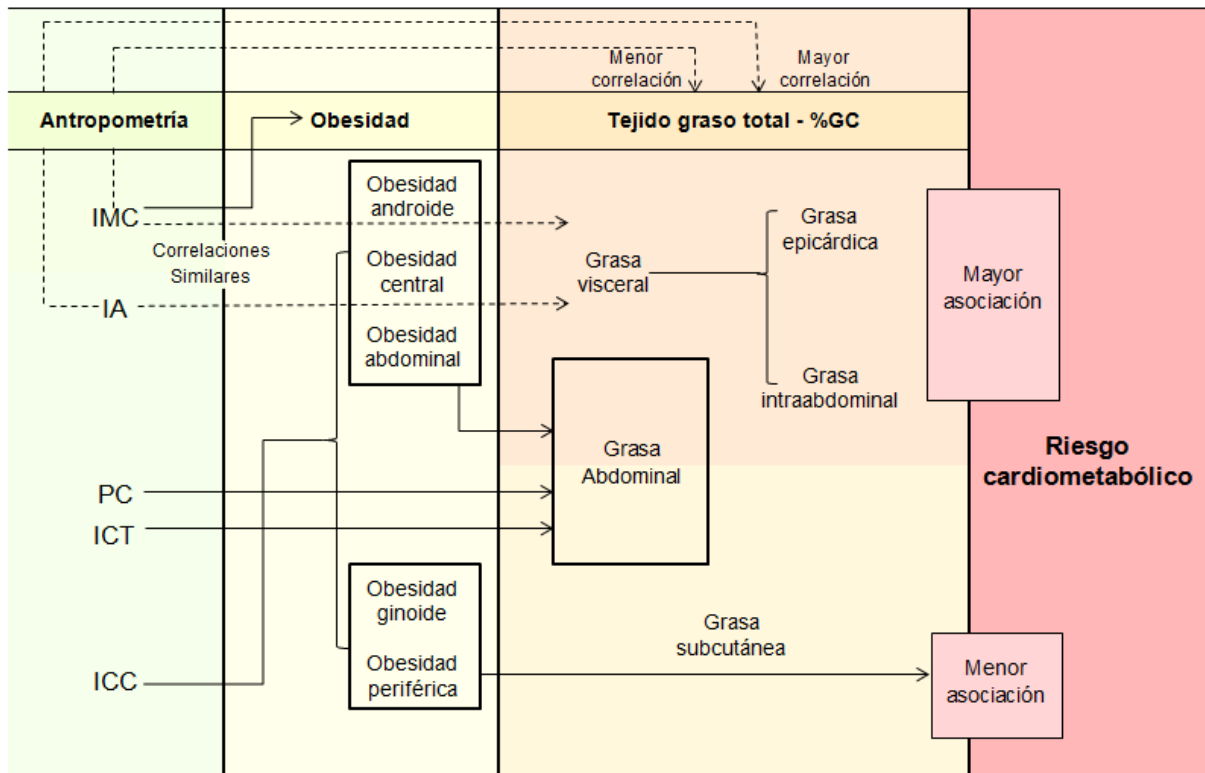 Menor
correlación
Mayor
correlación
Antropometría
Obesidad
Tejido graso total - %GC
IMC
Correlaciones
Similares
IA
PC
ICT
ICC
Obesidad
androide
Obesidad
central
Obesidad
abdominal
Obesidad
ginoide
Obesidad
periférica
Grasa
visceral
Grasa
epicárdica
Grasa
intraabdominal
Grasa
Abdominal
Grasa
subcutánea
Mayor
asociación
Riesgo
cardiometabólico
Menor
asociación